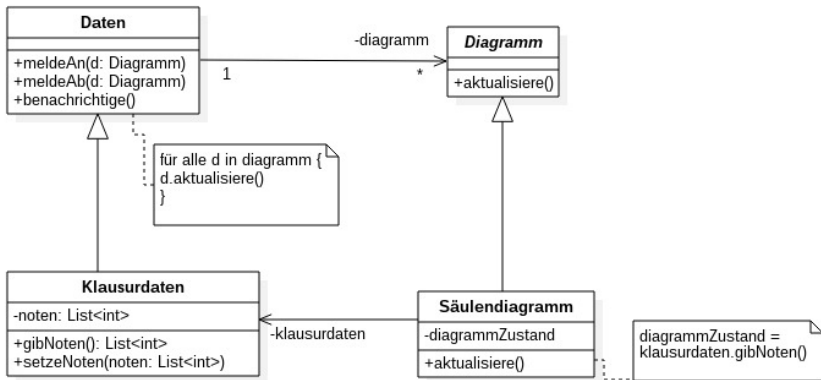 Daten
+meldeAn(d: Diagramm)
+meldeAb(d: Diagramm)
+benachrichtige()
-diagramm
1
*
Diagramm
+aktualisiere()
für alle d in diagramm {
d.aktualisiere()
}
Klausurdaten
-noten: List<int>
+gibNoten(): List<int>
+setzeNoten(noten: List<int>)
-klausurdaten
Säulendiagramm
-diagrammZustand
+aktualisiere()
diagrammZustand =
klausurdaten.gibNoten()